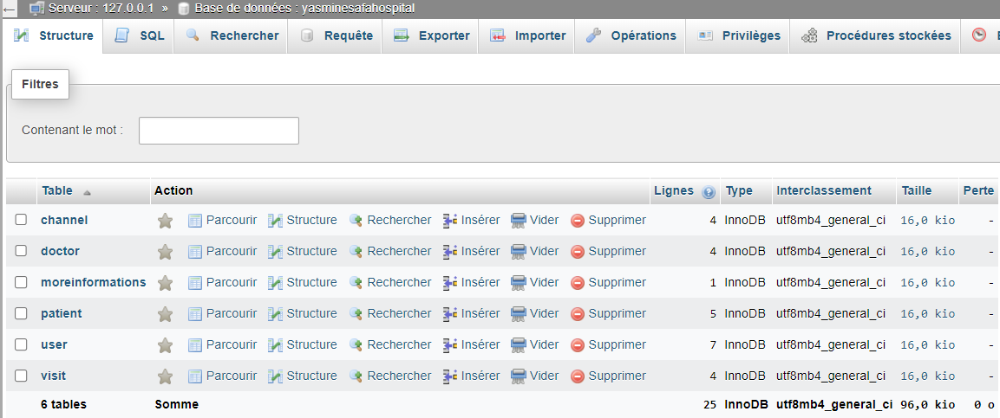 Serveur : 127.0.0.1 » Base de données : yasminesafahospital
Structure SQL Rechercher Requête Exporter Importer Opérations Privilèges Procédures stockées
Filtres
Contenant le mot :
Table Action Lignes Type Interclassement Taille Perte
channel Parcourir Structure Rechercher Insérer Vider Supprimer 4 InnoDB utf8mb4_general_ci 16,0 kio -
doctor Parcourir Structure Rechercher Insérer Vider Supprimer 4 InnoDB utf8mb4_general_ci 16,0 kio -
moreinformations Parcourir Structure Rechercher Insérer Vider Supprimer 1 InnoDB utf8mb4_general_ci 16,0 kio -
patient Parcourir Structure Rechercher Insérer Vider Supprimer 5 InnoDB utf8mb4_general_ci 16,0 kio -
user Parcourir Structure Rechercher Insérer Vider Supprimer 7 InnoDB utf8mb4_general_ci 16,0 kio -
visit Parcourir Structure Rechercher Insérer Vider Supprimer 4 InnoDB utf8mb4_general_ci 16,0 kio -
6 tables Somme 25 InnoDB utf8mb4_general_ci 96,0 kio 0 o